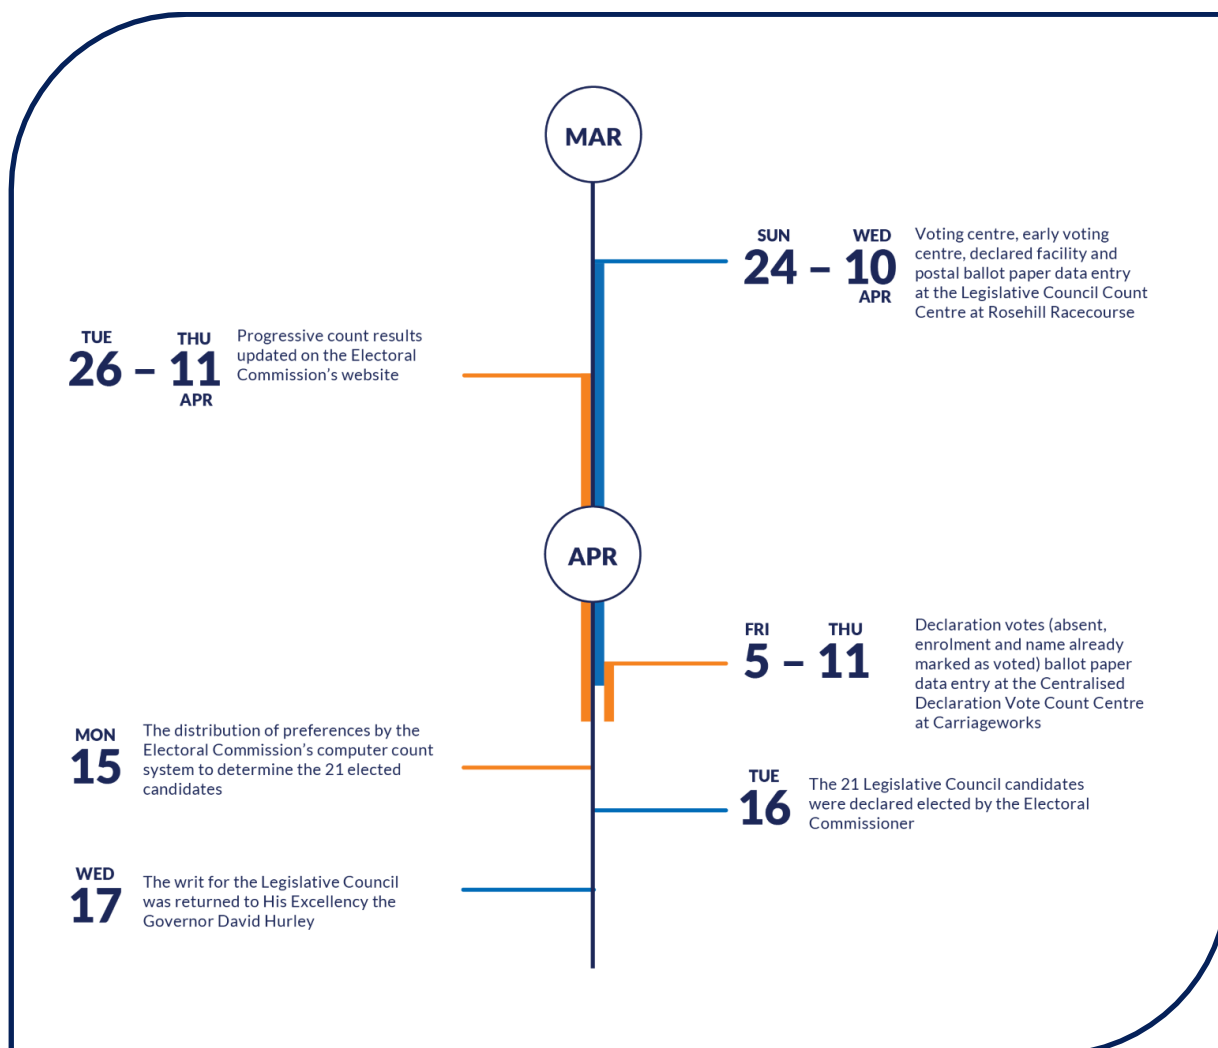 MAR
SUN
24 – 
WED
10
APR
Voting centre, early voting
centre, declared facility and
postal ballot paper data entry
at the Legislative Council Count
Centre at Rosehill Racecourse
TUE
26 – 
THU
11
APR
Progressive count results
updated on the Electoral
Commission’s website
APR
FRI
5 – 
THU
11
Declaration votes (absent,
enrolment and name already
marked as voted) ballot paper
data entry at the Centralised
Declaration Vote Count Centre
at Carriageworks
MON
15
The distribution of preferences by the
Electoral Commission’s computer count
system to determine the 21 elected
candidates
TUE
16
The 21 Legislative Council candidates
were declared elected by the Electoral
Commissioner
WED
17
The writ for the Legislative Council
was returned to His Excellency the
Governor David Hurley